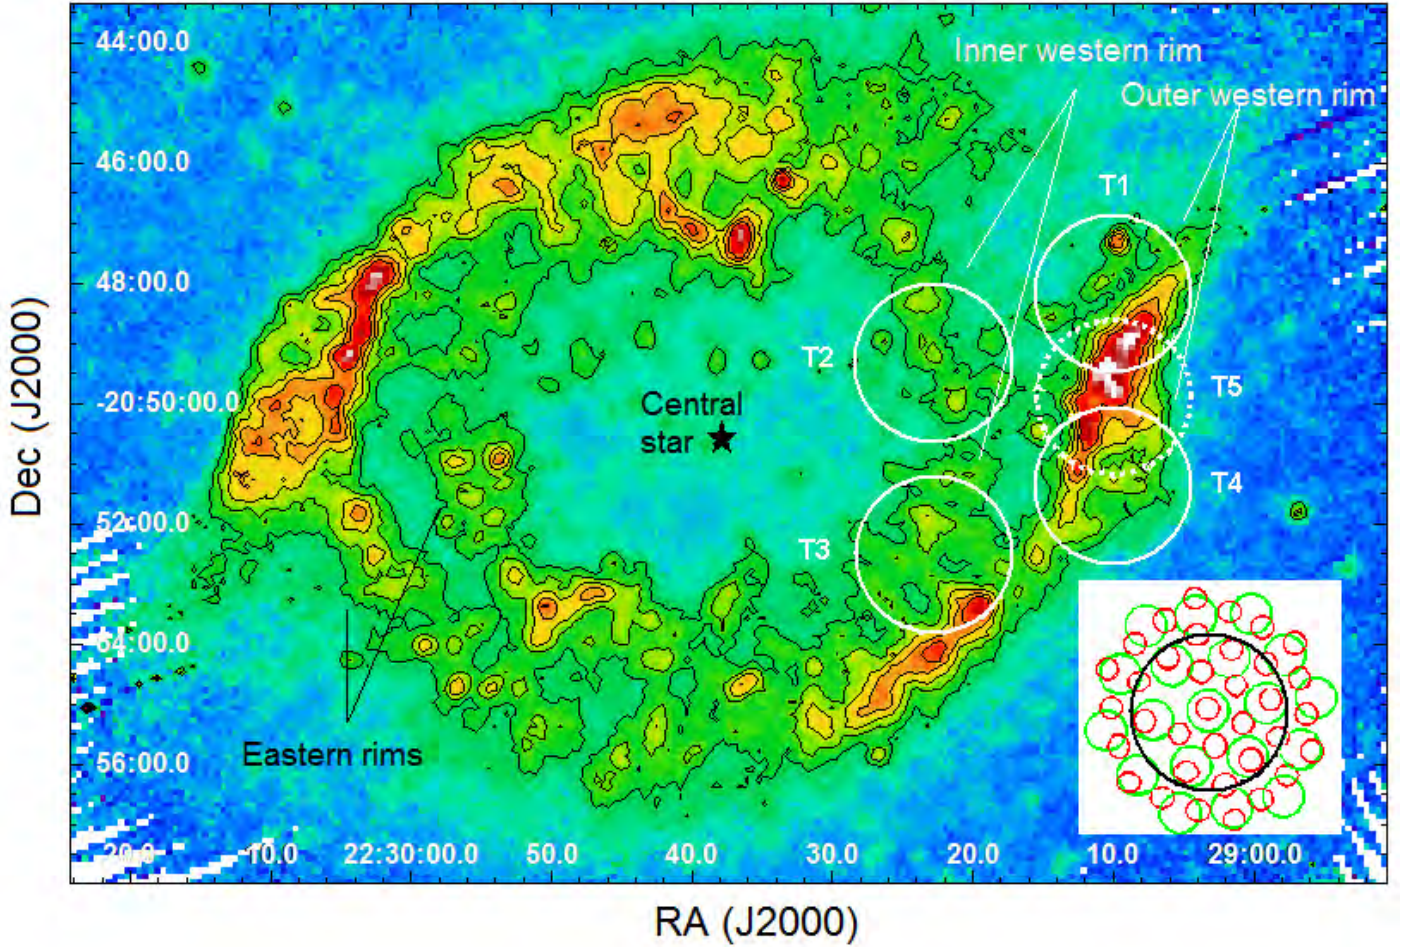 44:00.0
Inner western rim
Outer western rim
46:00.0
T1
48:00.0
T2
T5
-20:50:00.0
Central
star
T4
52:00.0
T3
54:00.0
Eastern rims
56:00.0
20.0 10.0 22:30:00.0 50.0 40.0 30.0 20.0 10.0 29:00.0
Dec (J2000)
RA (J2000)